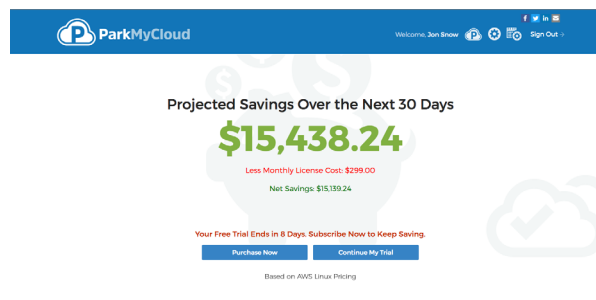 ParkMyCloud
Welcome, Jon Snow
Sign Out →
Projected Savings Over the Next 30 Days
$15,438.24
Less Monthly License Cost: $299.00
Net Savings: $15,139.24
Your Free Trial Ends in 8 Days. Subscribe Now to Keep Saving.
Purchase Now
Continue My Trial
Based on AWS Linux Pricing